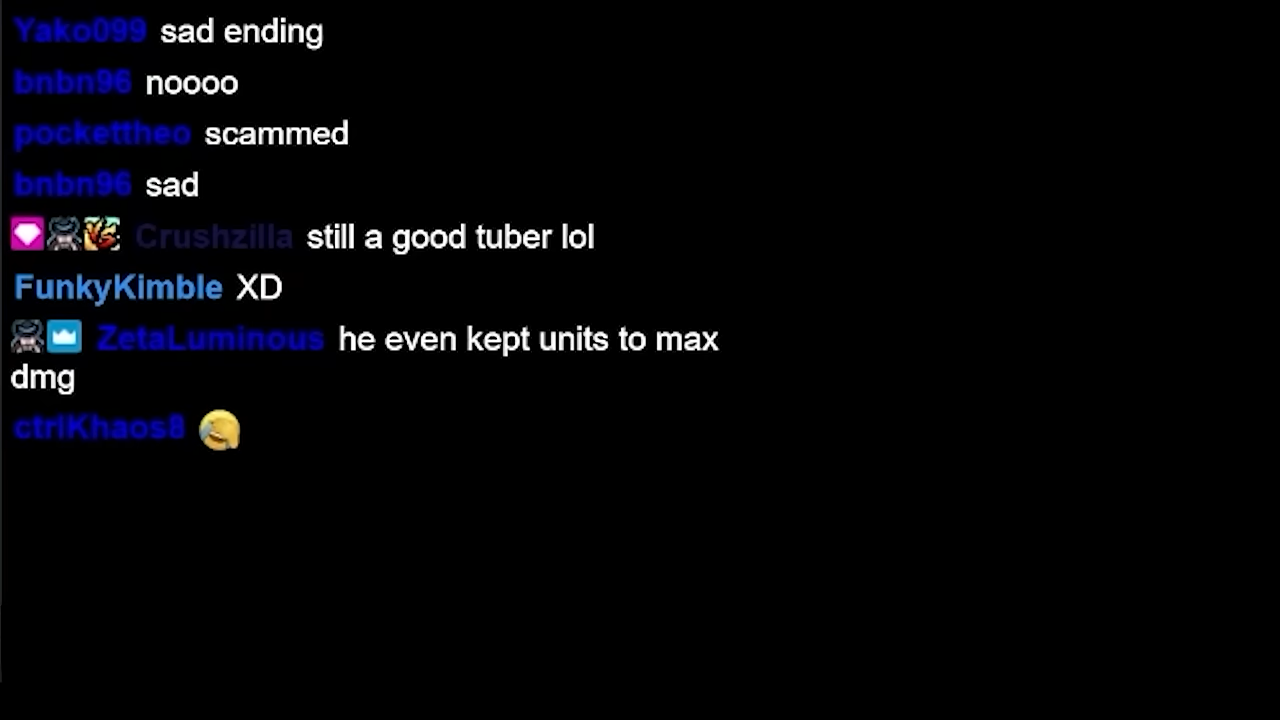 Yako099 sad ending
bnbn96 noooo
pockettheo scammed
bnbn96 sad
Crushzilla still a good tuber lol
FunkyKimble XD
ZetaLuminous he even kept units to max
dmg
ctrlKhaos8